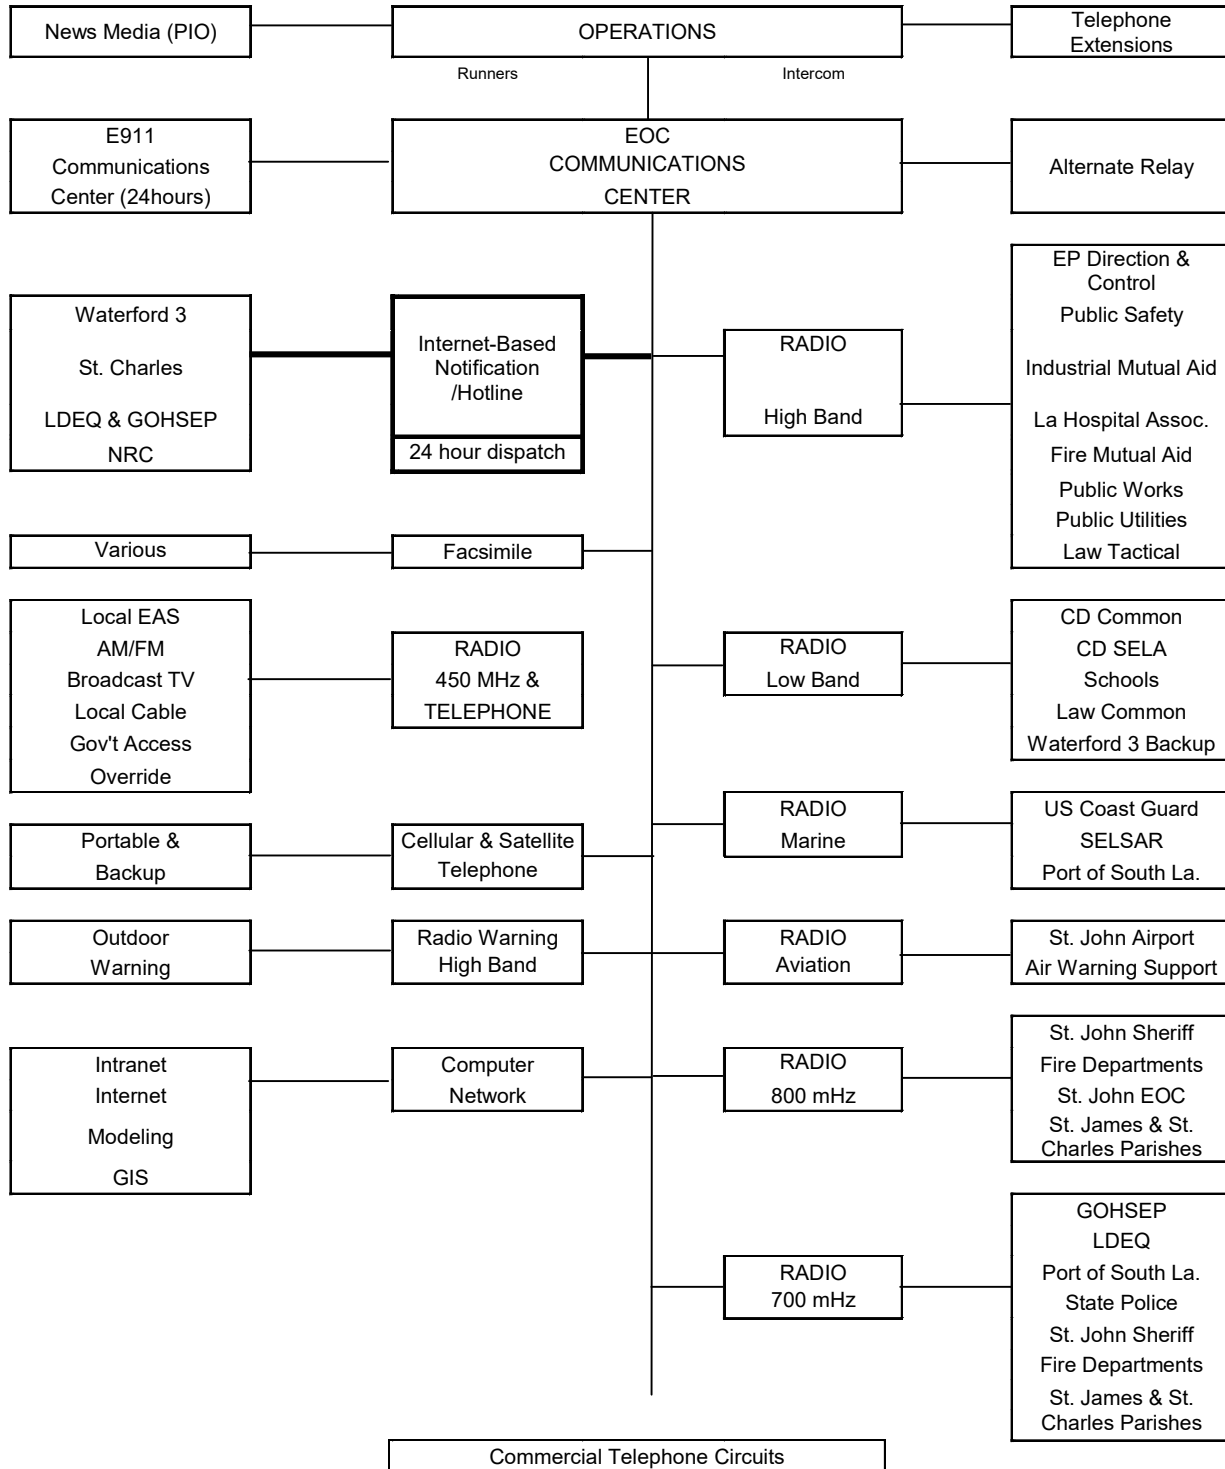 News Media (PIO)
OPERATIONS
Telephone
Extensions
Runners
Intercom
E911
Communications
Center (24hours)
EOC
COMMUNICATIONS
CENTER
Alternate Relay
Waterford 3
St. Charles
LDEQ & GOHSEP
NRC
Internet-Based
Notification
/Hotline
24 hour dispatch
RADIO
High Band
EP Direction &
Control
Public Safety
Industrial Mutual Aid
La Hospital Assoc.
Fire Mutual Aid
Public Works
Public Utilities
Law Tactical
Various
Facsimile
Local EAS
AM/FM
Broadcast TV
Local Cable
Gov't Access
Override
RADIO
450 MHz &
TELEPHONE
RADIO
Low Band
CD Common
CD SELA
Schools
Law Common
Waterford 3 Backup
Portable &
Backup
Cellular & Satellite
Telephone
RADIO
Marine
US Coast Guard
SELSAR
Port of South La.
Outdoor
Warning
Radio Warning
High Band
RADIO
Aviation
St. John Airport
Air Warning Support
Intranet
Internet
Modeling
GIS
Computer
Network
RADIO
800 mHz
St. John Sheriff
Fire Departments
St. John EOC
St. James & St.
Charles Parishes
RADIO
700 mHz
GOHSEP
LDEQ
Port of South La.
State Police
St. John Sheriff
Fire Departments
St. James & St.
Charles Parishes
Commercial Telephone Circuits